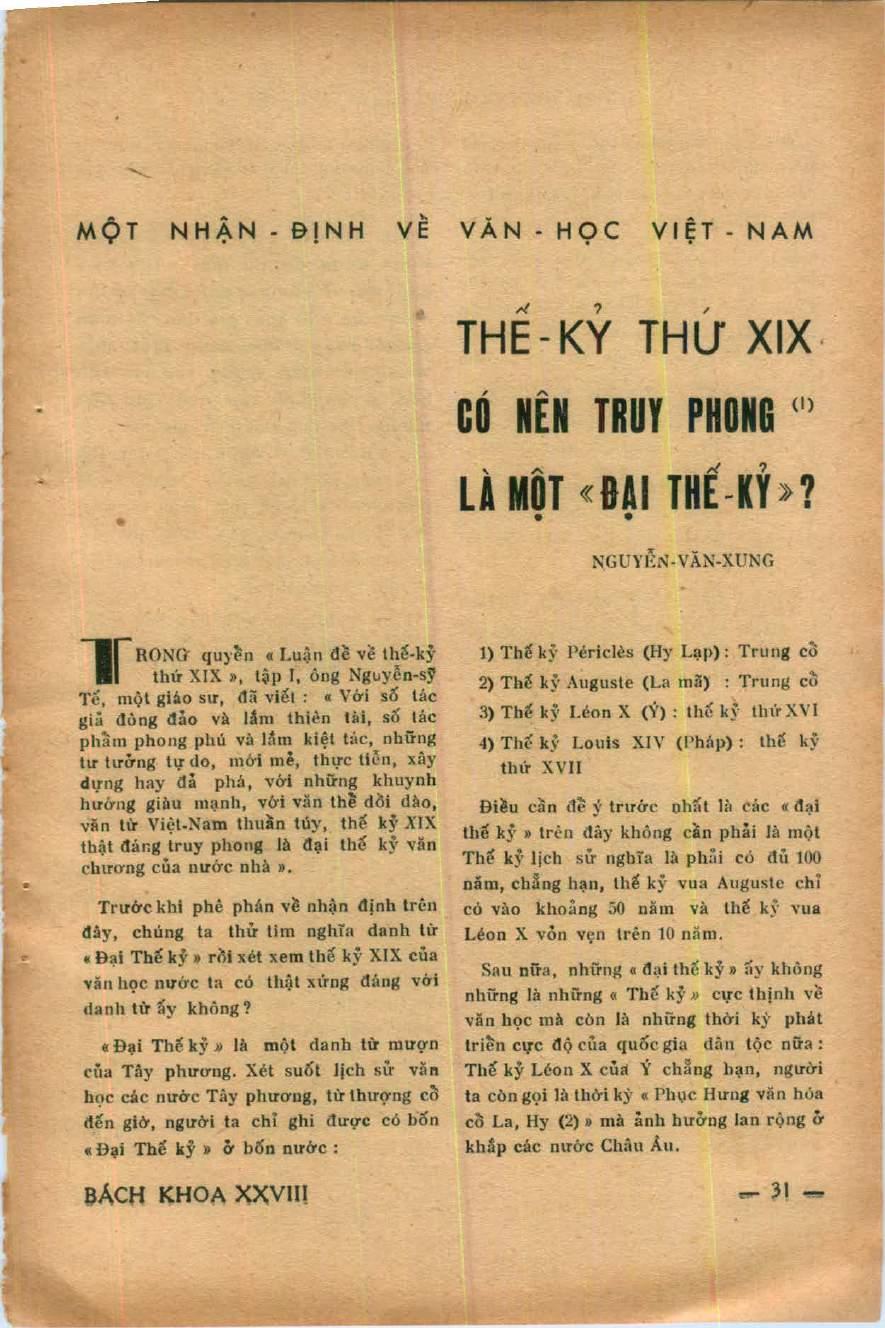 MỘT NHẬN - ĐỊNH VỀ VĂN - HỌC VIỆT - NAM
THẾ-KỶ THỨ XIX
CÓ NÊN TRUY PHONG (1)
LÀ MỘT «ĐẠI THẾ-KỶ»?
NGUYỄN-VĂN-XUNG
TRONG quyển « Luận đề về thế-kỷ
thứ XIX », tập I, ông Nguyễn-sỹ
Tế, một giáo sư, đã viết : « Với số tác
giả đông đảo và lắm thiên tài, số tác
phẩm phong phú và lắm kiệt tác, những
tư tưởng tự do, mới mẻ, thực tiễn, xây
dựng hay đả phá, với những khuynh
hướng giàu mạnh, với văn thể dồi dào,
văn từ Việt-Nam thuần túy, thế kỷ XIX
thật đáng truy phong là đại thế kỷ văn
chương của nước nhà ».
Trước khi phê phán về nhận định trên
đây, chúng ta thử tìm nghĩa danh từ
« Đại Thế kỷ » rồi xét xem thế kỷ XIX của
văn học nước ta có thật xứng đáng với
danh từ ấy không ?
« Đại Thế kỷ » là một danh từ mượn
của Tây phương. Xét suốt lịch sử văn
học các nước Tây phương, từ thượng cổ
đến giờ, người ta chỉ ghi được có bốn
« Đại Thế kỷ » ở bốn nước :
1) Thế kỷ Périclès (Hy Lạp) : Trung cổ
2) Thế kỷ Auguste (La mã) : Trung cổ
3) Thế kỷ Léon X (Ý) : thế kỷ thứ XVI
4) Thế kỷ Louis XIV (Pháp) : thế kỷ
thứ XVII
Điều cần để ý trước nhất là các « đại
thế kỷ » trên đây không cần phải là một
Thế kỷ lịch sử nghĩa là phải có đủ 100
năm, chẳng hạn, thế kỷ vua Auguste chỉ
có vào khoảng 50 năm và thế kỷ vua
Léon X vỏn vẹn trên 10 năm.
Sau nữa, những « đại thế kỷ » ấy không
những là những « Thế kỷ » cực thịnh về
văn học mà còn là những thời kỳ phát
triển cực độ của quốc gia dân tộc nữa :
Thế kỷ Léon X của Ý chẳng hạn, người
ta còn gọi là thời kỳ « Phục Hưng văn hóa
cổ La, Hy (2) » mà ảnh hưởng lan rộng ở
khắp các nước Châu Âu.
BÁCH KHOA XXVIII
— 31 —